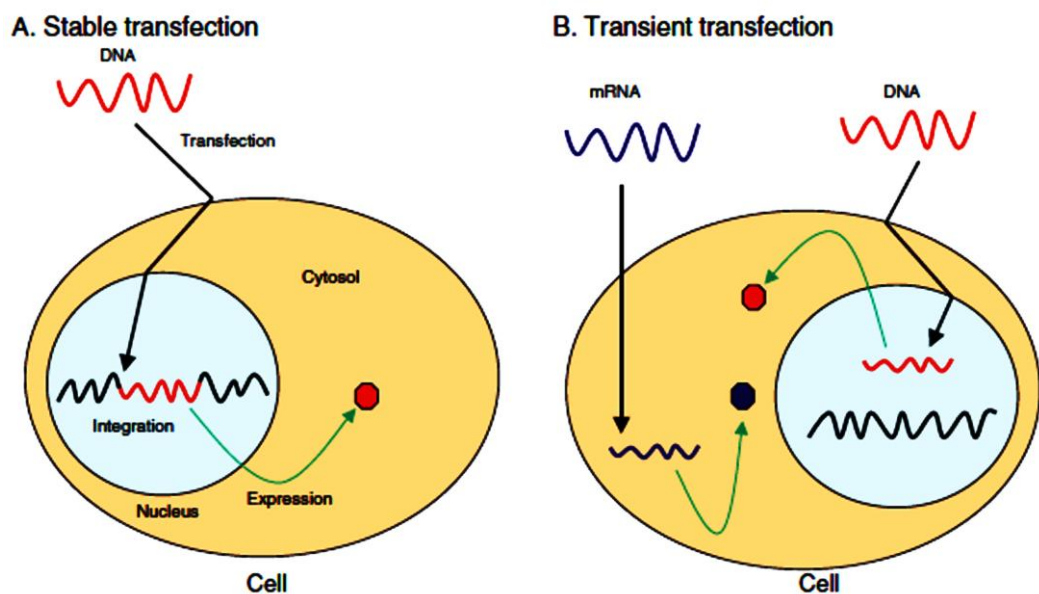 A. Stable transfection
DNA
Transfection
Cytosol
Integration
Expression
Nucleus
Cell
B. Transient transfection
mRNA
DNA
Cell